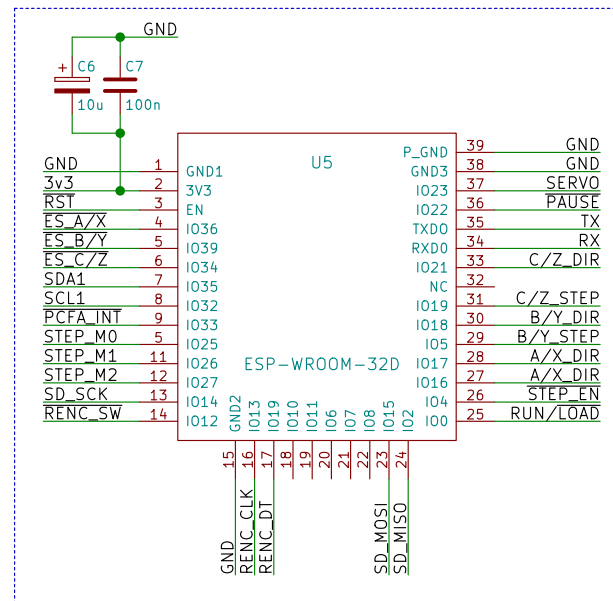 GND
+ C6 C7
10u 100n
U5
ESP-WROOM-32D
GND 1 GND1
3v3 2 3V3
RST 3 EN
ES_A/X 4 IO36
ES_B/Y 5 IO39
ES_C/Z 6 IO34
SDA1 7 IO35
SCL1 8 IO32
PCFA_INT 9 IO33
STEP_M0 5 IO25
STEP_M1 11 IO26
STEP_M2 12 IO27
SD_SCK 13 IO14
RENC_SW 14 IO12
P_GND 39 GND
GND3 38 GND
IO23 37 SERVO
IO22 36 PAUSE
TXD0 35 TX
RXD0 34 RX
IO21 33 C/Z_DIR
NC 32
IO19 31 C/Z_STEP
IO18 30 B/Y_DIR
IO5 29 B/Y_STEP
IO17 28 A/X_DIR
IO16 27 A/X_DIR
IO4 26 STEP_EN
IO0 25 RUN/LOAD
GND2 15 GND
IO13 16 RENC_CLK
IO19 17 RENC_DT
IO10 18
IO11 19
IO6 20
IO7 21
IO8 22
IO15 23 SD_MOSI
IO2 24 SD_MISO